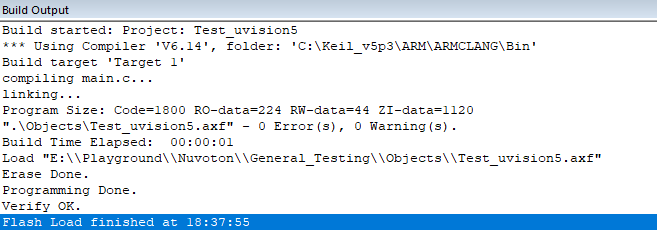 Build Output
Build started: Project: Test_uvision5
*** Using Compiler 'V6.14', folder: 'C:\Keil_v5p3\ARM\ARMCLANG\Bin'
Build target 'Target 1'
compiling main.c...
linking...
Program Size: Code=1800 RO-data=224 RW-data=44 ZI-data=1120
".\Objects\Test_uvision5.axf" - 0 Error(s), 0 Warning(s).
Build Time Elapsed:  00:00:01
Load "E:\\Playground\\Nuvoton\\General_Testing\\Objects\\Test_uvision5.axf"
Erase Done.
Programming Done.
Verify OK.
Flash Load finished at 18:37:55